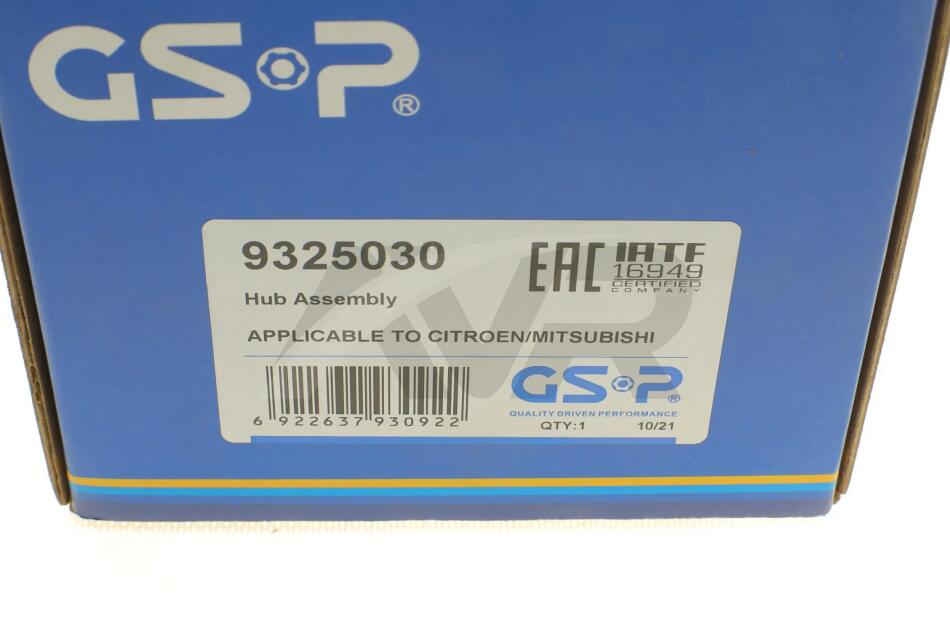 GSP®
9325030
EAC
IATF
16949
CERTIFIED
COMPANY
Hub Assembly
APPLICABLE TO CITROEN/MITSUBISHI
GSP®
QUALITY DRIVEN PERFORMANCE
6 922637 930922
QTY:1 10/21
AVR